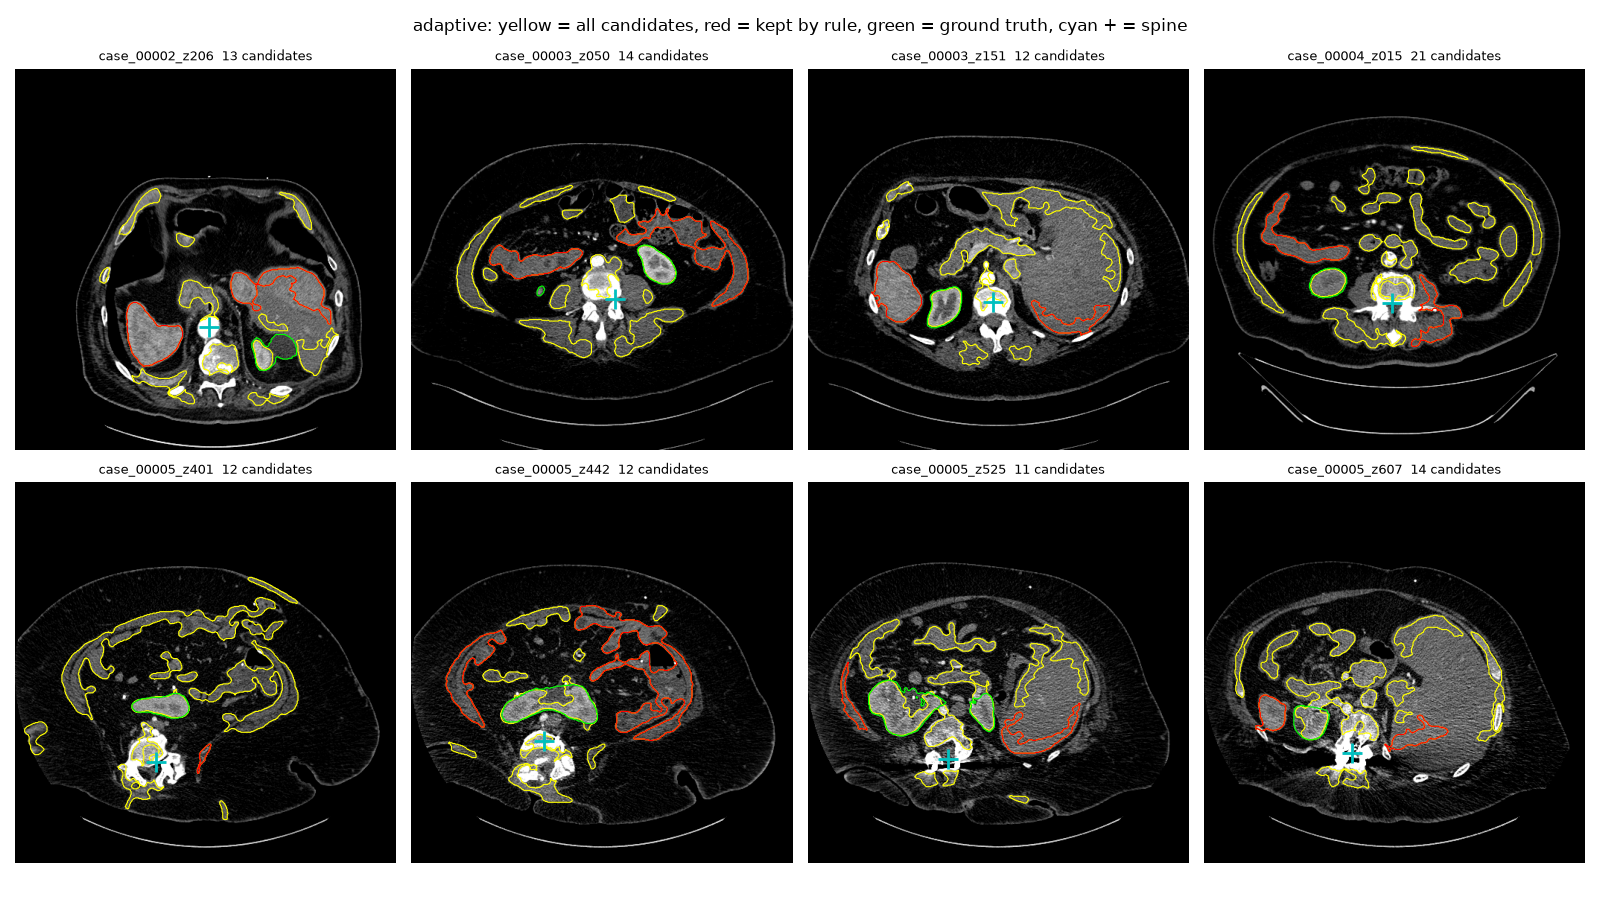 adaptive: yellow = all candidates, red = kept by rule, green = ground truth, cyan + = spine
case_00002_z206  13 candidates
case_00003_z050  14 candidates
case_00003_z151  12 candidates
case_00004_z015  21 candidates
case_00005_z401  12 candidates
case_00005_z442  12 candidates
case_00005_z525  11 candidates
case_00005_z607  14 candidates